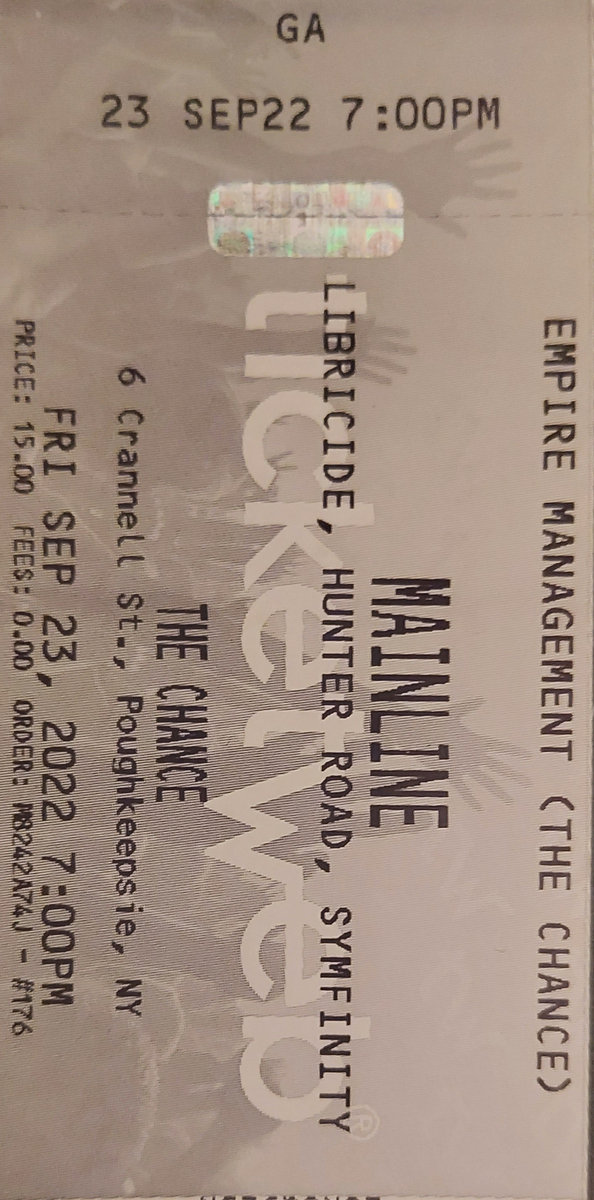 GA
23 SEP22 7:00PM
EMPIRE MANAGEMENT (THE CHANCE)
MAINLINE
LIBRICIDE, HUNTER ROAD, SYMFINITY
ticketweb®
THE CHANCE
6 Crannell St., Poughkeepsie, NY
FRI SEP 23, 2022 7:00PM
PRICE: 15.00 FEES: 0.00 ORDER: MB242A74J - #176